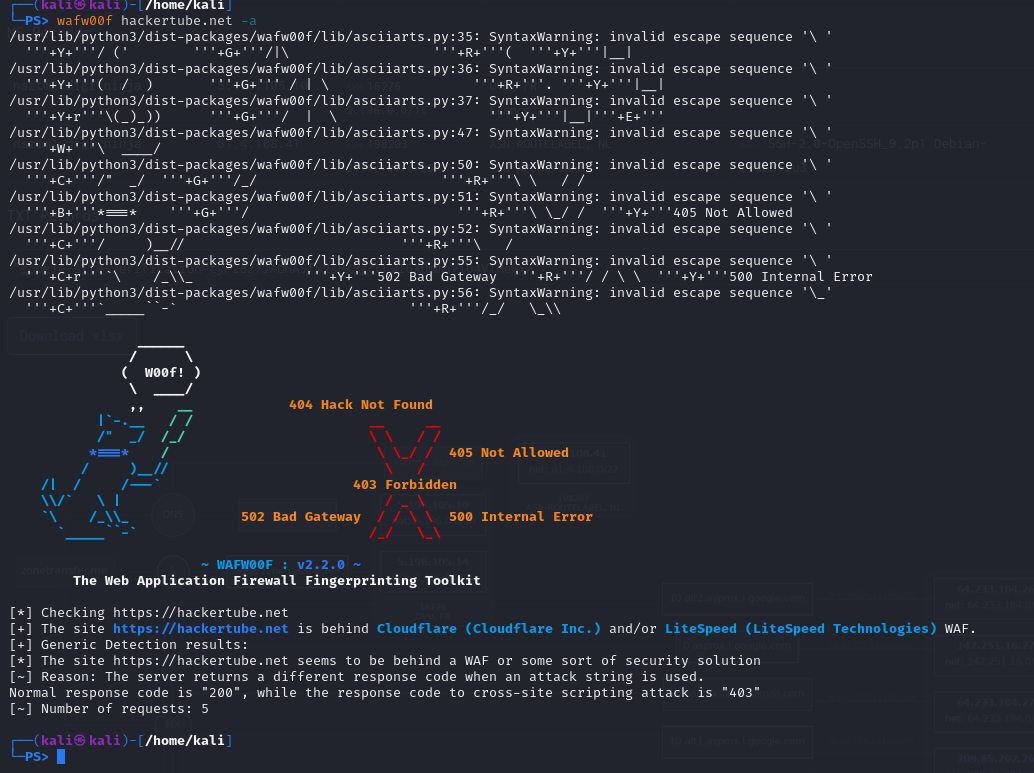 ┌──(kali㉿kali)-[/home/kali]
└─PS> wafw00f hackertube.net -a
/usr/lib/python3/dist-packages/wafw00f/lib/asciiarts.py:35: SyntaxWarning: invalid escape sequence '\ '
  '''+Y+'''/ ('        '''+G+'''/|\                  '''+R+'''(  '''+Y+'''|__|
/usr/lib/python3/dist-packages/wafw00f/lib/asciiarts.py:36: SyntaxWarning: invalid escape sequence '\ '
  '''+Y+'''(  /  )       '''+G+''' / | \                  '''+R+'''.  '''+Y+'''|__|
/usr/lib/python3/dist-packages/wafw00f/lib/asciiarts.py:37: SyntaxWarning: invalid escape sequence '\ '
  '''+Y+r'''\(_)_))      '''+G+'''/  |  \                   '''+Y+'''|__|'''+E+'''
/usr/lib/python3/dist-packages/wafw00f/lib/asciiarts.py:47: SyntaxWarning: invalid escape sequence '\ '
  '''+W+'''\  ____/
/usr/lib/python3/dist-packages/wafw00f/lib/asciiarts.py:50: SyntaxWarning: invalid escape sequence '\ '
  '''+C+'''/"  _/  '''+G+'''/_/                       '''+R+'''\ \   / /
/usr/lib/python3/dist-packages/wafw00f/lib/asciiarts.py:51: SyntaxWarning: invalid escape sequence '\ '
  '''+B+'''*===*    '''+G+'''/                          '''+R+'''\ \_/ /  '''+Y+'''405 Not Allowed
/usr/lib/python3/dist-packages/wafw00f/lib/asciiarts.py:52: SyntaxWarning: invalid escape sequence '\ '
  '''+C+'''/     )__//                           '''+R+'''\   /
/usr/lib/python3/dist-packages/wafw00f/lib/asciiarts.py:55: SyntaxWarning: invalid escape sequence '\ '
  '''+C+r'''`\    /_\\_              '''+Y+'''502 Bad Gateway  '''+R+'''/ / \ \  '''+Y+'''500 Internal Error
/usr/lib/python3/dist-packages/wafw00f/lib/asciiarts.py:56: SyntaxWarning: invalid escape sequence '\_'
  '''+C+'''`_____``-`                             '''+R+'''/_/   \_\\
( W00f! )
404 Hack Not Found
405 Not Allowed
403 Forbidden
502 Bad Gateway
500 Internal Error
~ WAFW00F : v2.2.0 ~
The Web Application Firewall Fingerprinting Toolkit
[*] Checking https://hackertube.net
[+] The site https://hackertube.net is behind Cloudflare (Cloudflare Inc.) and/or LiteSpeed (LiteSpeed Technologies) WAF.
[+] Generic Detection results:
[*] The site https://hackertube.net seems to be behind a WAF or some sort of security solution
[~] Reason: The server returns a different response code when an attack string is used.
Normal response code is "200", while the response code to cross-site scripting attack is "403"
[~] Number of requests: 5
┌──(kali㉿kali)-[/home/kali]
└─PS>